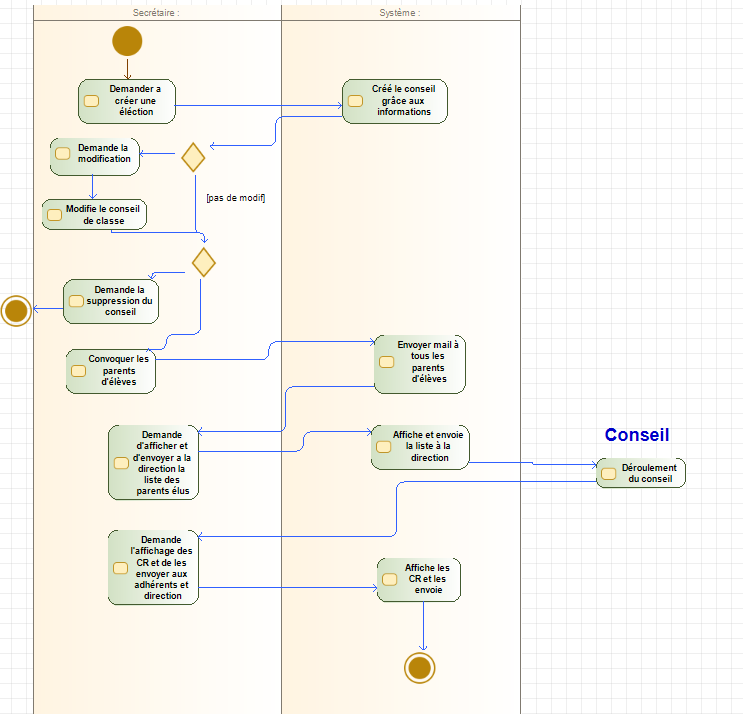 Secrétaire :
Système :
Demander a
créer une
éléction
Créé le conseil
grâce aux
informations
Demande la
modification
[pas de modif]
Modifie le conseil
de classe
Demande la
suppression du
conseil
Convoquer les
parents
d'élèves
Envoyer mail à
tous les
parents
d'élèves
Demande
d'afficher et
d'envoyer a la
direction la
liste des
parents élus
Affiche et envoie
la liste à la
direction
Conseil
Déroulement
du conseil
Demande
l'affichage des
CR et de les
envoyer aux
adhérents et
direction
Affiche les
CR et les
envoie